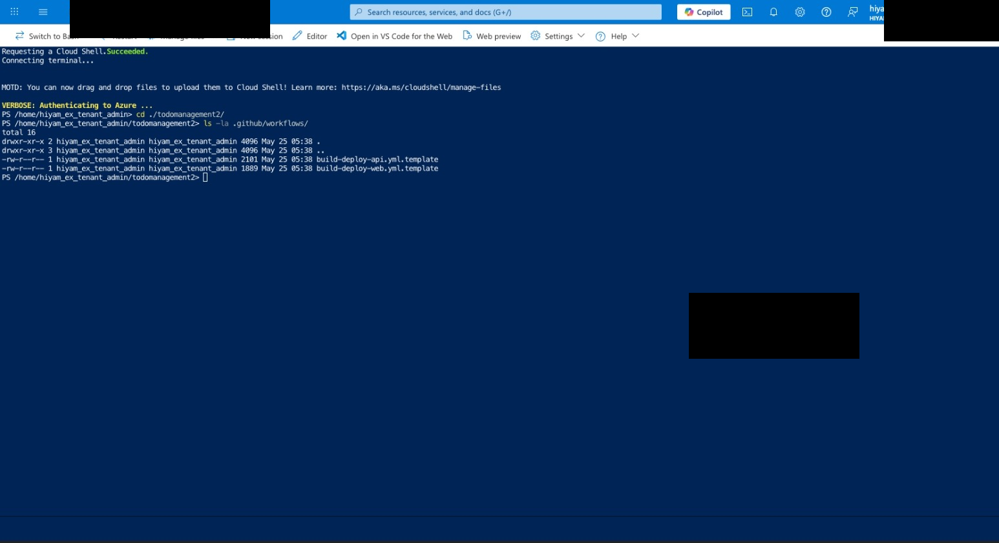 Search resources, services, and docs (G+/)
Copilot
hiya
HIYA
Switch to Ba
session
Editor
Open in VS Code for the Web
Web preview
Settings
Help
Requesting a Cloud Shell.Succeeded.
Connecting terminal...
MOTD: You can now drag and drop files to upload them to Cloud Shell! Learn more: https://aka.ms/cloudshell/manage-files
VERBOSE: Authenticating to Azure ...
PS /home/hiyam_ex_tenant_admin> cd ./todomanagement2/
PS /home/hiyam_ex_tenant_admin/todomanagement2> ls -la .github/workflows/
total 16
drwxr-xr-x 2 hiyam_ex_tenant_admin hiyam_ex_tenant_admin 4096 May 25 05:38 .
drwxr-xr-x 3 hiyam_ex_tenant_admin hiyam_ex_tenant_admin 4096 May 25 05:38 ..
-rw-r--r-- 1 hiyam_ex_tenant_admin hiyam_ex_tenant_admin 2101 May 25 05:38 build-deploy-api.yml.template
-rw-r--r-- 1 hiyam_ex_tenant_admin hiyam_ex_tenant_admin 1889 May 25 05:38 build-deploy-web.yml.template
PS /home/hiyam_ex_tenant_admin/todomanagement2>